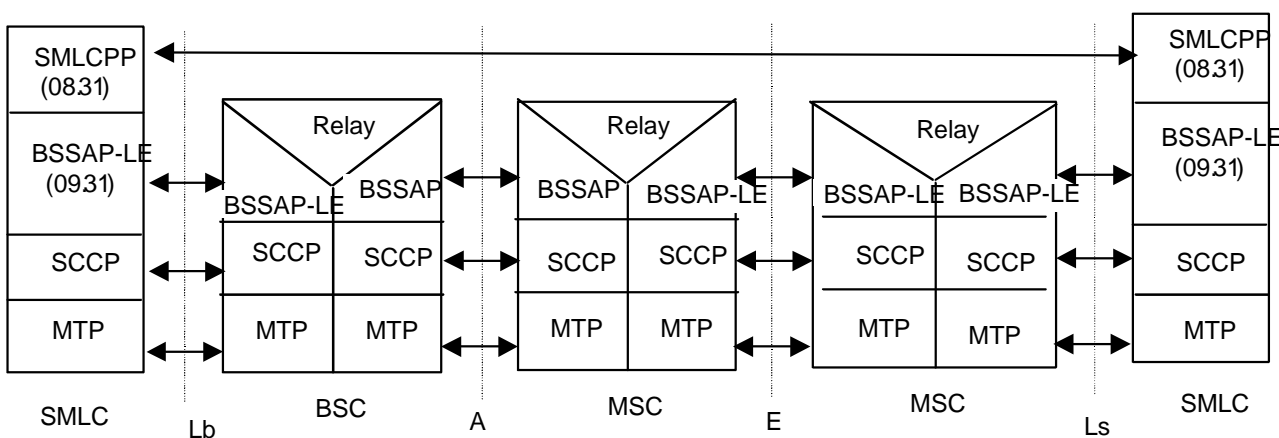 SMLCPP
(08.31)
SMLCPP
(08.31)
Relay
Relay
Relay
BSSAP-LE
(09.31)
BSSAP-LE
(09.31)
BSSAP-LE
BSSAP
BSSAP
BSSAP-LE
BSSAP-LE
BSSAP-LE
SCCP
SCCP
SCCP
SCCP
SCCP
SCCP
SCCP
SCCP
MTP
MTP
MTP
MTP
MTP
MTP
MTP
MTP
SMLC
Lb
BSC
A
MSC
E
MSC
Ls
SMLC